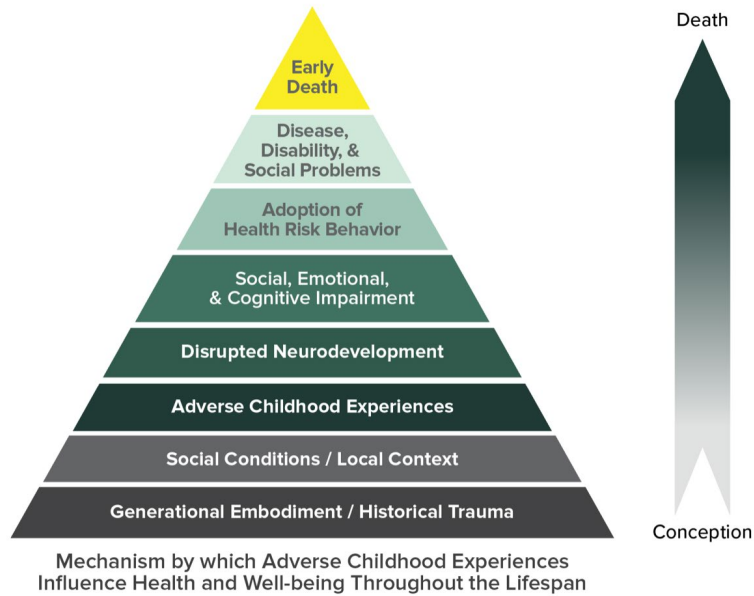 Death
Early
Death
Disease,
Disability, &
Social Problems
Adoption of
Health Risk Behavior
Social, Emotional,
& Cognitive Impairment
Disrupted Neurodevelopment
Adverse Childhood Experiences
Social Conditions / Local Context
Generational Embodiment / Historical Trauma
Conception
Mechanism by which Adverse Childhood Experiences
Influence Health and Well-being Throughout the Lifespan